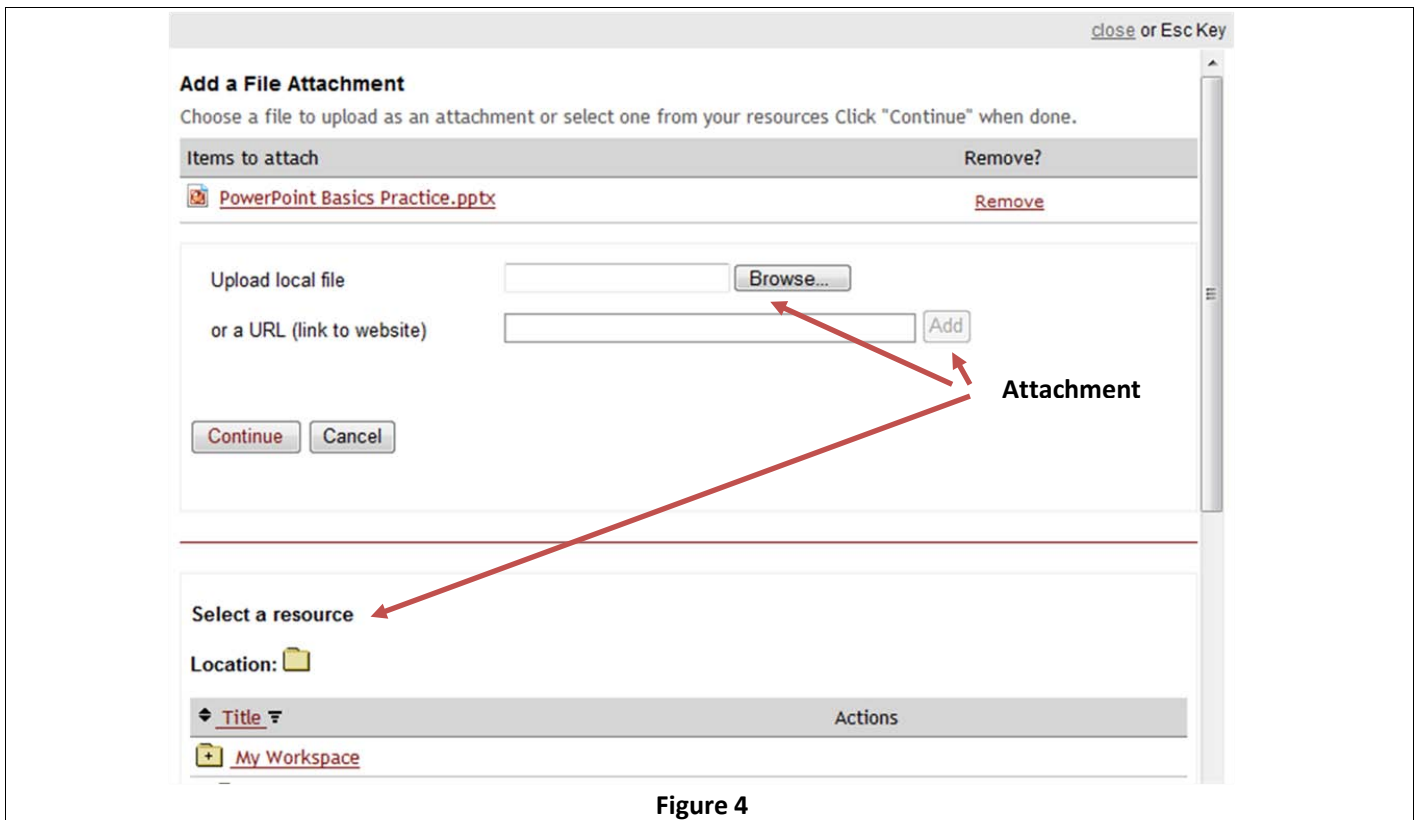 close or Esc Key
Add a File Attachment
Choose a file to upload as an attachment or select one from your resources Click "Continue" when done.
Items to attach Remove?
PowerPoint Basics Practice.pptx Remove
Upload local file Browse...
or a URL (link to website) Add
Attachment
Continue Cancel
Select a resource
Location:
Title Actions
My Workspace
Figure 4